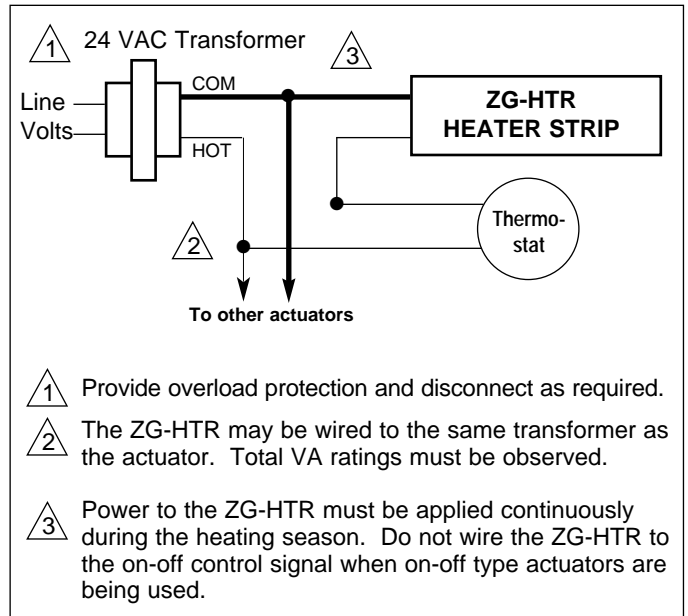 1 24 VAC Transformer
3
COM
Line
Volts
HOT
ZG-HTR
HEATER STRIP
Thermo-
stat
2
To other actuators
1 Provide overload protection and disconnect as required.
2 The ZG-HTR may be wired to the same transformer as
the actuator. Total VA ratings must be observed.
3 Power to the ZG-HTR must be applied continuously
during the heating season. Do not wire the ZG-HTR to
the on-off control signal when on-off type actuators are
being used.